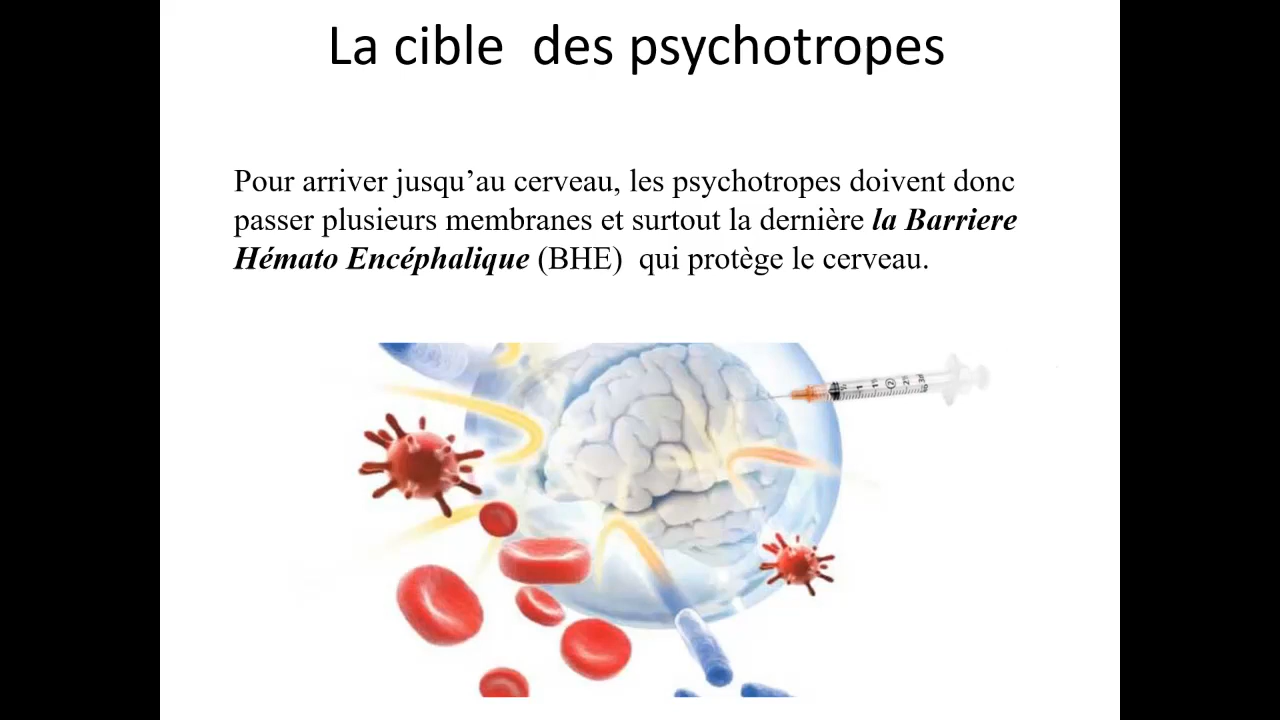 La cible  des psychotropes
Pour arriver jusqu’au cerveau, les psychotropes doivent donc
passer plusieurs membranes et surtout la dernière la Barriere
Hémato Encéphalique (BHE)  qui protège le cerveau.